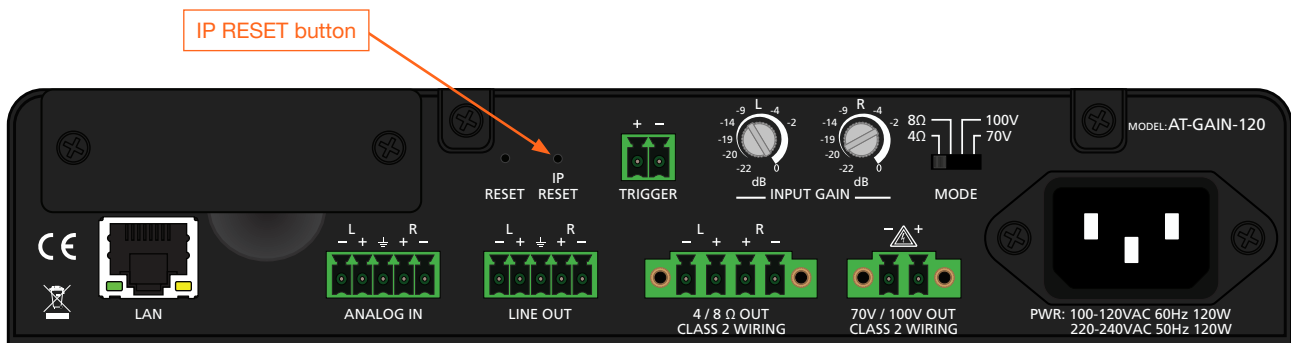 IP RESET button
RESET
IP
RESET
+ −
TRIGGER
L
-9 -4
-14 -2
-19
-20
-22 0
dB
R
-9 -4
-14 -2
-19
-20
-22 0
dB
INPUT GAIN
8Ω 100V
4Ω 70V
MODE
MODEL:AT-GAIN-120
CE
LAN
L R
− + + −
ANALOG IN
L R
− + + −
LINE OUT
L R
− + + −
4 / 8 Ω OUT
CLASS 2 WIRING
− +
70V / 100V OUT
CLASS 2 WIRING
PWR: 100-120VAC 60Hz 120W
220-240VAC 50Hz 120W